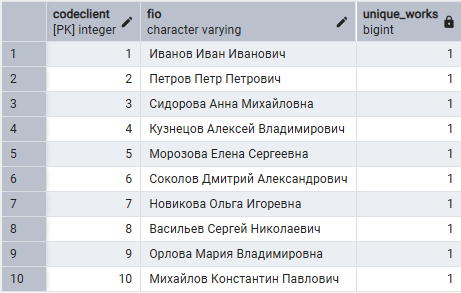 codeclient fio unique_works
[PK] integer character varying bigint
1 1 Иванов Иван Иванович 1
2 2 Петров Петр Петрович 1
3 3 Сидорова Анна Михайловна 1
4 4 Кузнецов Алексей Владимирович 1
5 5 Морозова Елена Сергеевна 1
6 6 Соколов Дмитрий Александрович 1
7 7 Новикова Ольга Игоревна 1
8 8 Васильев Сергей Николаевич 1
9 9 Орлова Мария Владимировна 1
10 10 Михайлов Константин Павлович 1